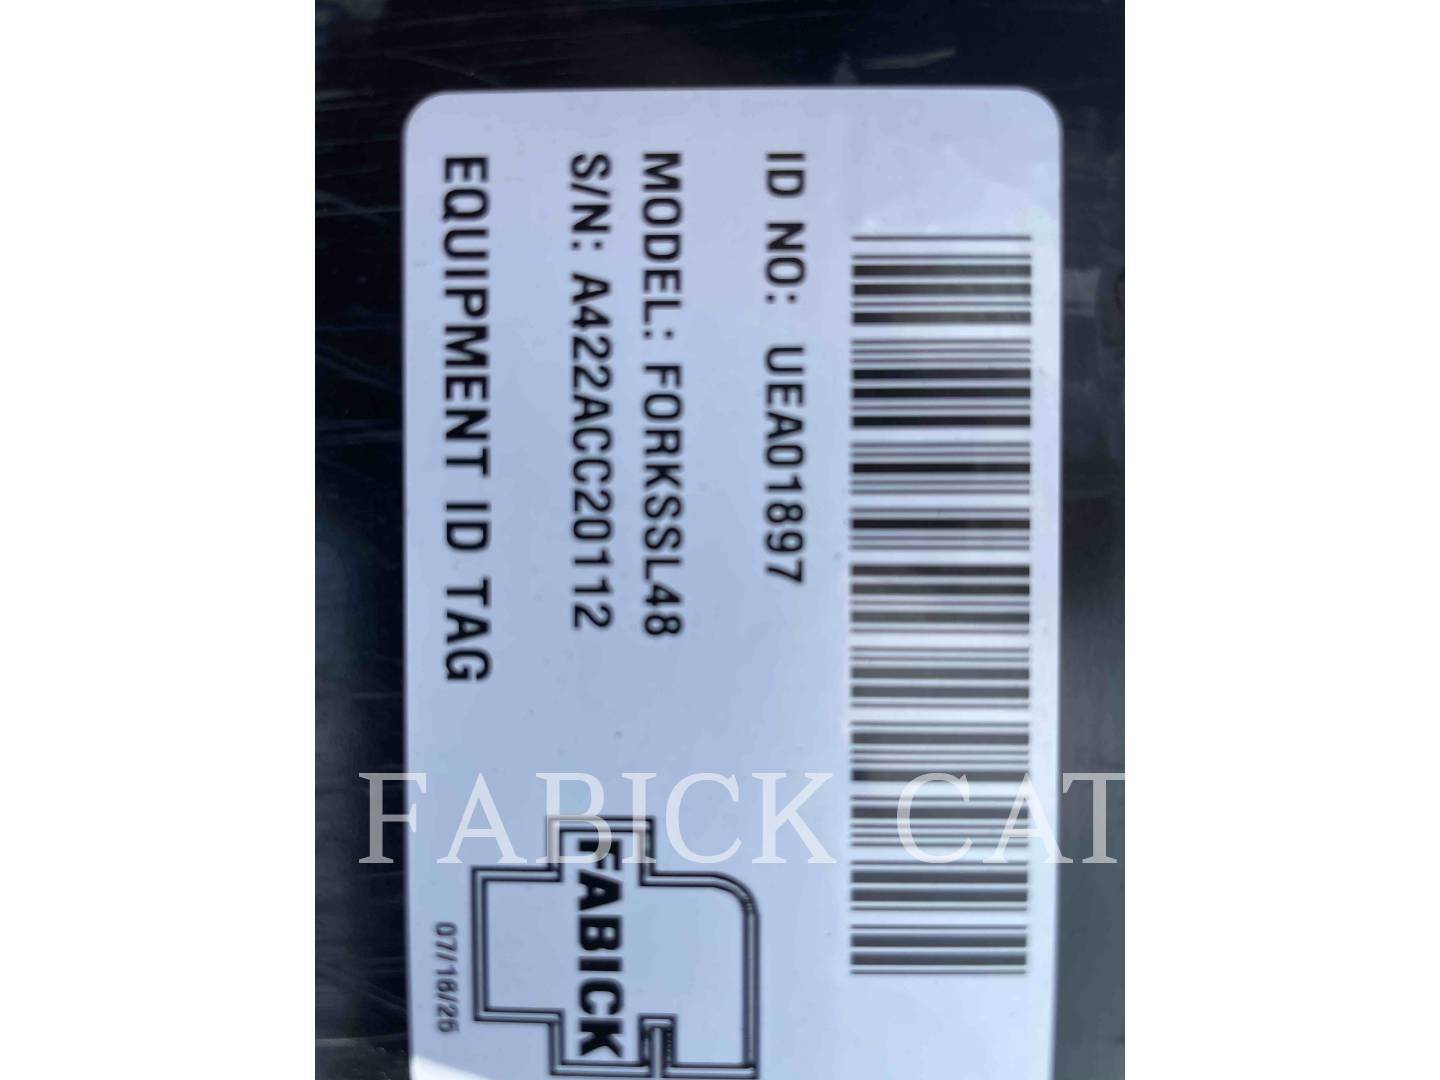 ID NO: UEA01897
MODEL: FORKSSL48
S/N: A422ACC20112
EQUIPMENT ID TAG
FABICK
07/18/25
FABICK CAT